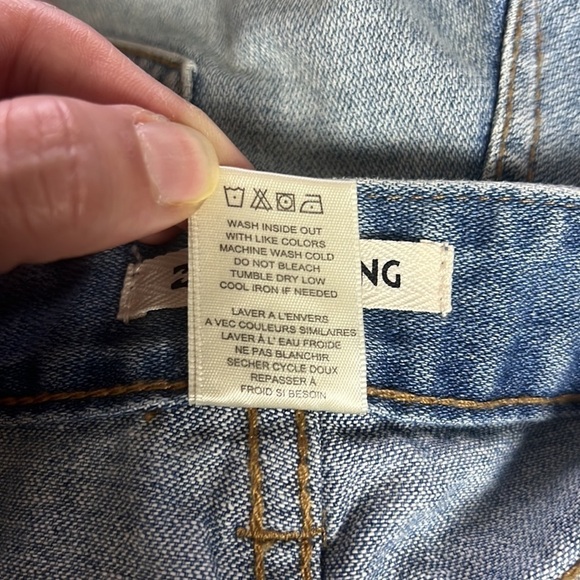 WASH INSIDE OUT
WITH LIKE COLORS
MACHINE WASH COLD
DO NOT BLEACH
TUMBLE DRY LOW
COOL IRON IF NEEDED
LAVER A L'ENVERS
A VEC COULEURS SIMILAIRES
LAVER À L' EAU FROIDE
NE PAS BLANCHIR
SECHER CYCLE DOUX
REPASSER À
FROID SI BESOIN